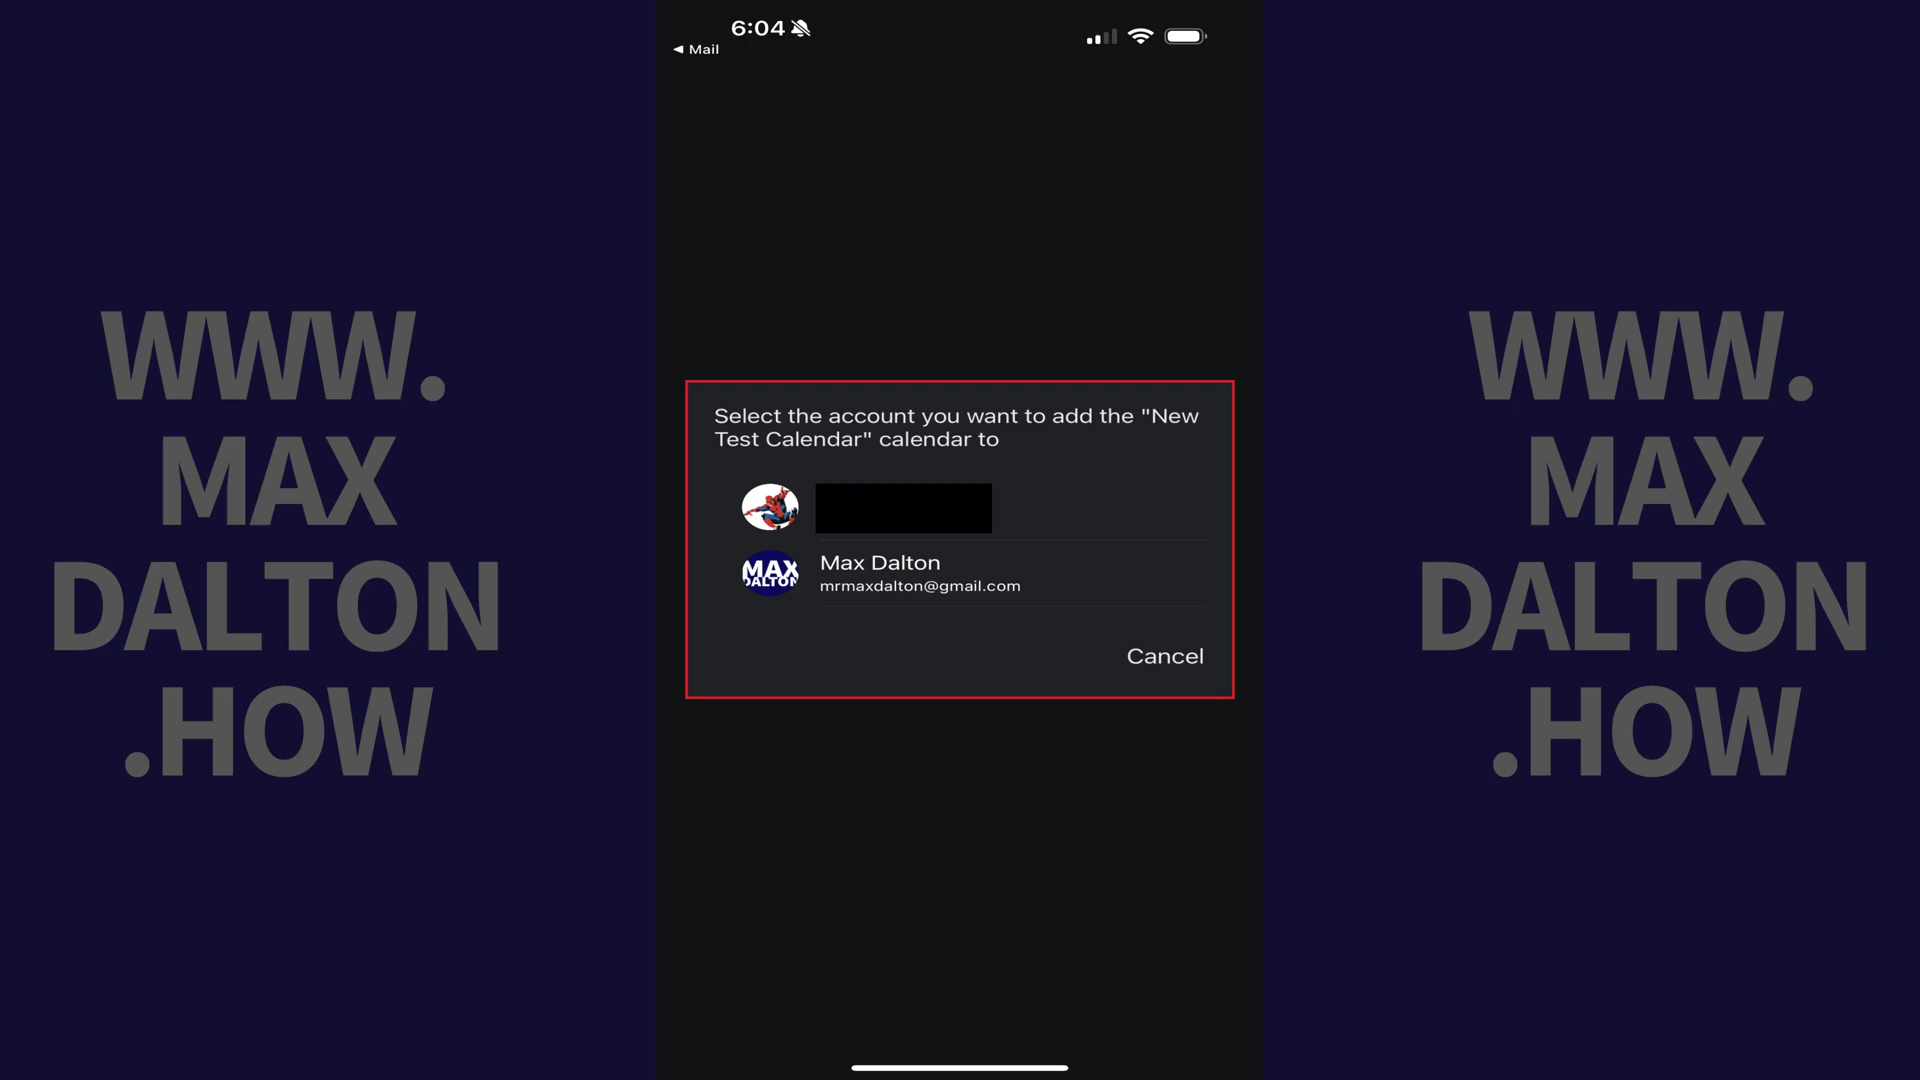 6:04
◄ Mail
WWW.
MAX
DALTON
.HOW
Select the account you want to add the "New
Test Calendar" calendar to
MAX
DALTON
Max Dalton
mrmaxdalton@gmail.com
Cancel
WWW.
MAX
DALTON
.HOW